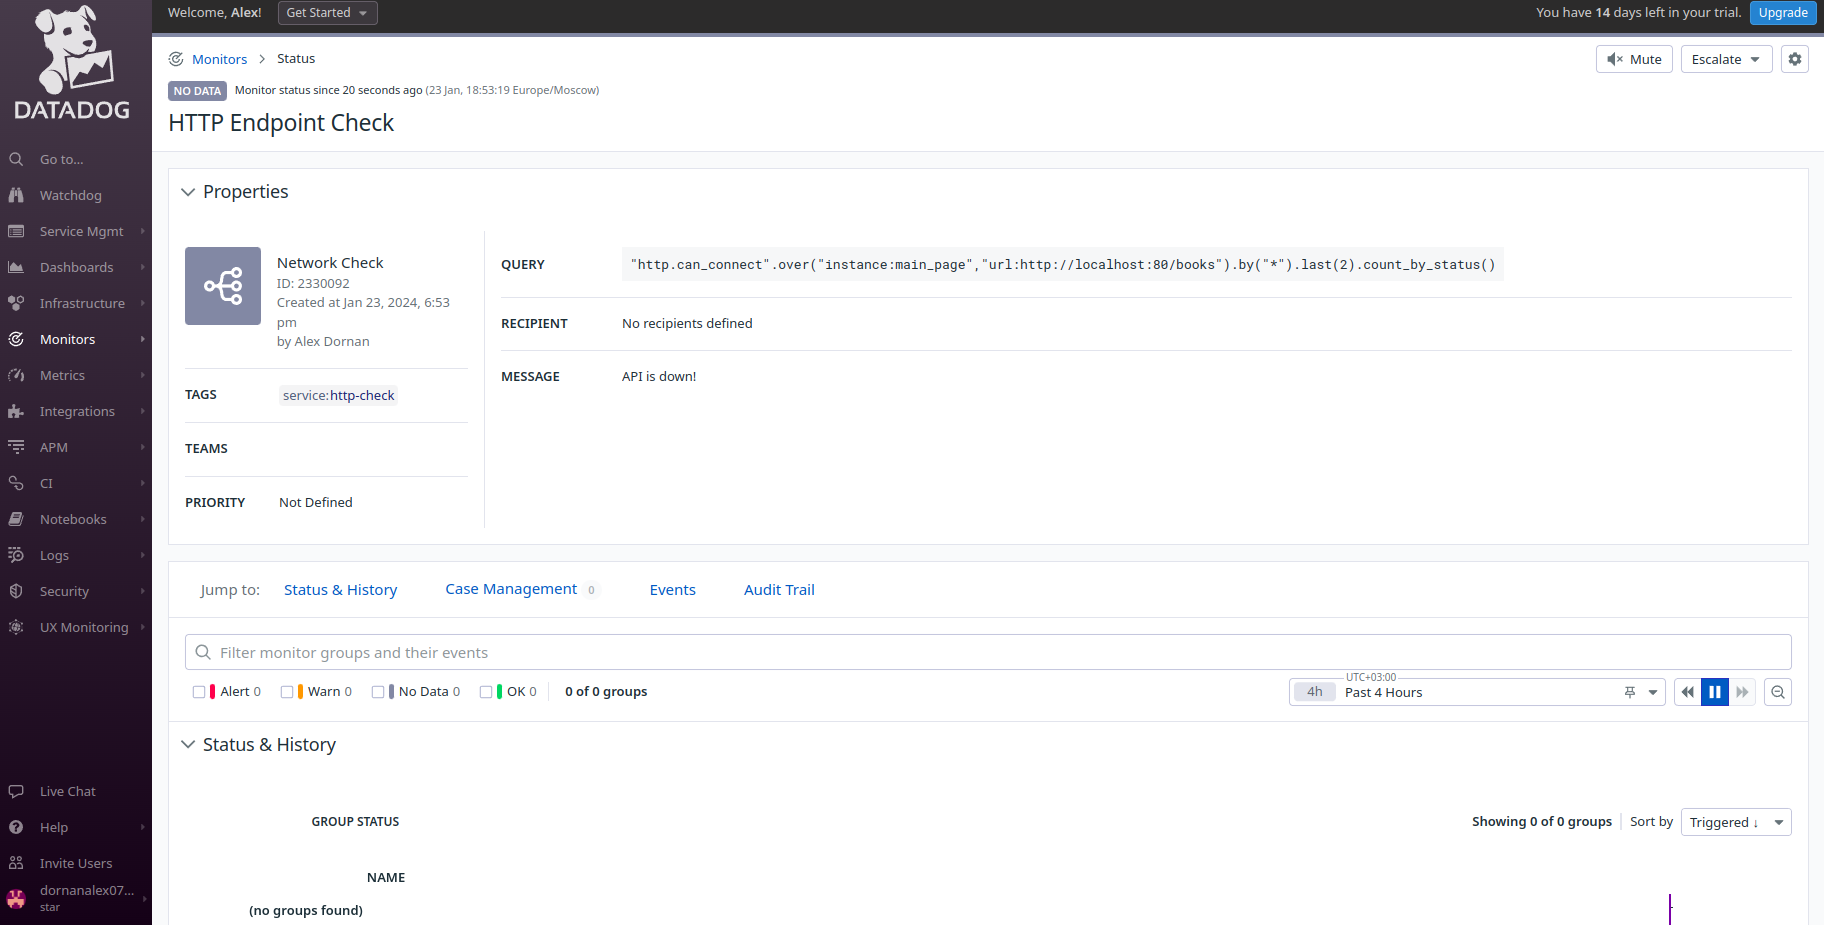 Welcome, Alex!
Get Started
You have 14 days left in your trial.
Upgrade
DATADOG
Go to...
Watchdog
Service Mgmt
Dashboards
Infrastructure
Monitors
Metrics
Integrations
APM
CI
Notebooks
Logs
Security
UX Monitoring
Live Chat
Help
Invite Users
dornanalex07...
star
Monitors > Status
Mute
Escalate
NO DATA Monitor status since 20 seconds ago (23 Jan, 18:53:19 Europe/Moscow)
HTTP Endpoint Check
Properties
Network Check
ID: 2330092
Created at Jan 23, 2024, 6:53
pm
by Alex Dornan
TAGS service:http-check
TEAMS
PRIORITY Not Defined
QUERY "http.can_connect".over("instance:main_page","url:http://localhost:80/books").by("*").last(2).count_by_status()
RECIPIENT No recipients defined
MESSAGE API is down!
Jump to: Status & History Case Management 0 Events Audit Trail
Filter monitor groups and their events
Alert 0 Warn 0 No Data 0 OK 0 0 of 0 groups
UTC+03:00
4h Past 4 Hours
Status & History
GROUP STATUS
Showing 0 of 0 groups Sort by Triggered ↓
NAME
(no groups found)